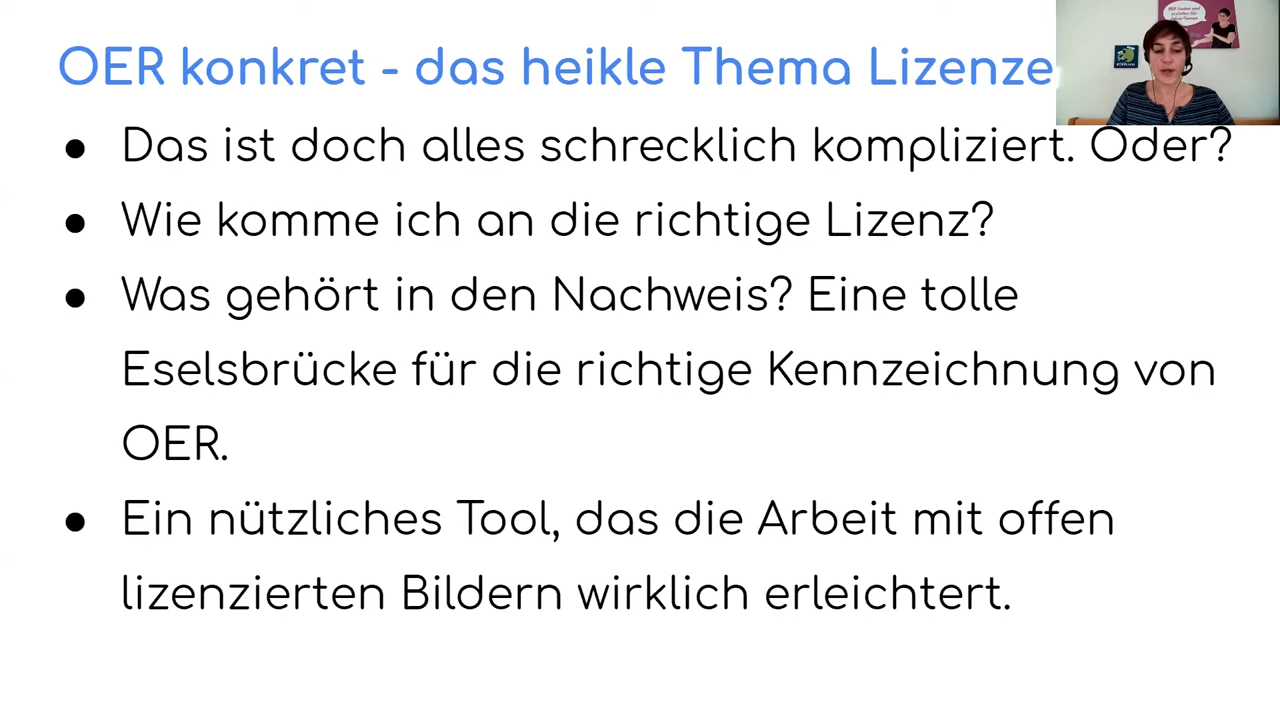 OER konkret - das heikle Thema Lizenze
Das ist doch alles schrecklich kompliziert. Oder?
Wie komme ich an die richtige Lizenz?
Was gehört in den Nachweis? Eine tolle
Eselsbrücke für die richtige Kennzeichnung von
OER.
Ein nützliches Tool, das die Arbeit mit offen
lizenzierten Bildern wirklich erleichtert.